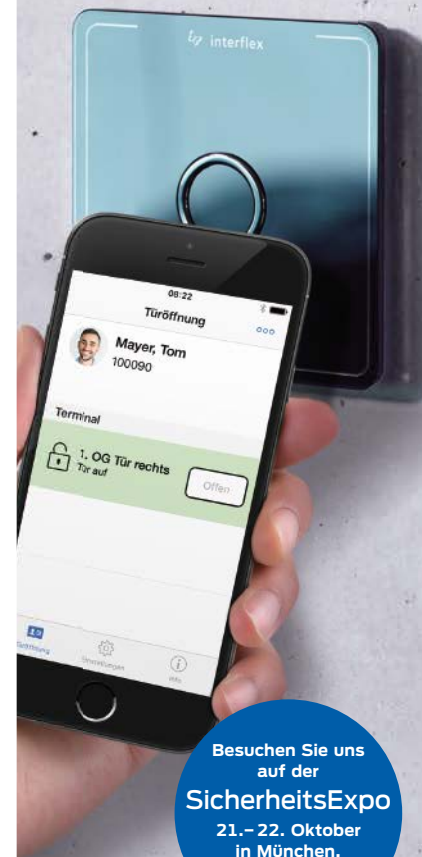 interflex
08:22
Türöffnung
Mayer, Tom
100090
Terminal
1. OG Tür rechts
Tür auf
Offen
Türöffnung
Einstellungen
Info
Besuchen Sie uns
auf der
SicherheitsExpo
21.–22. Oktober
in München.